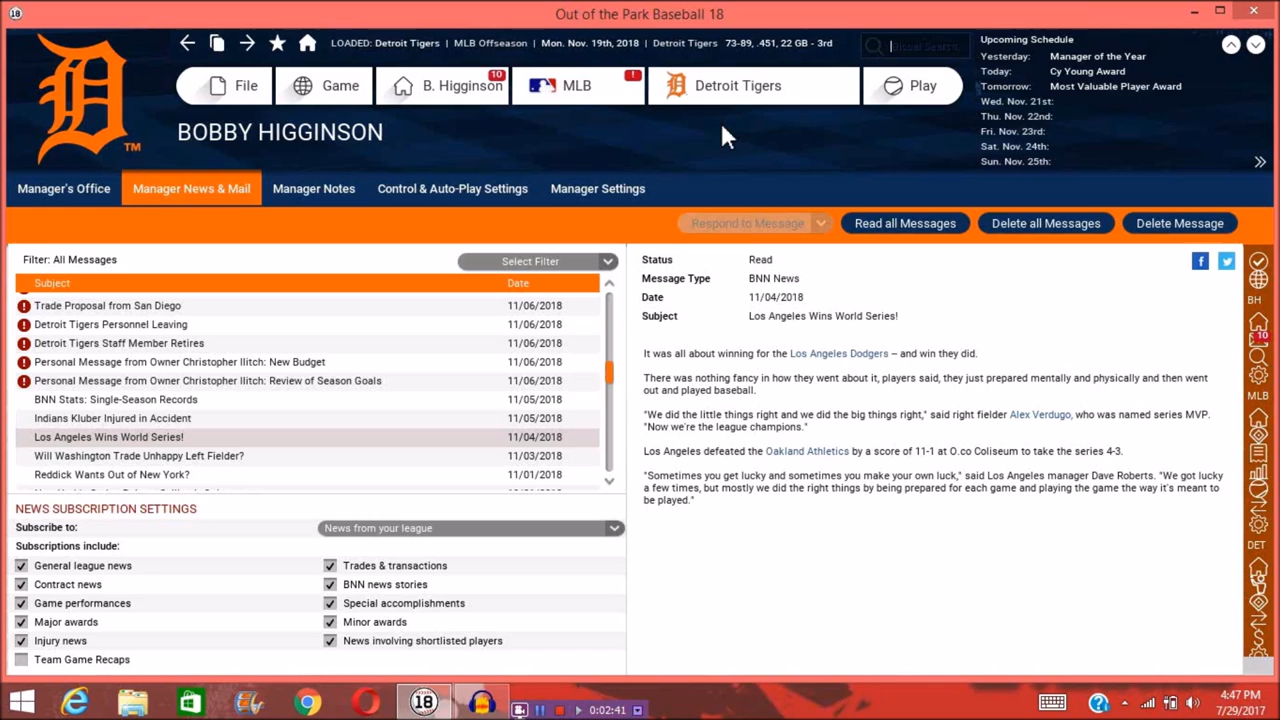 18
Out of the Park Baseball 18
LOADED: Detroit Tigers | MLB Offseason | Mon. Nov. 19th, 2018 | Detroit Tigers 73-89, .451, 22 GB - 3rd
Upcoming Schedule
Yesterday: Manager of the Year
Today: Cy Young Award
Tomorrow: Most Valuable Player Award
Wed. Nov. 21st:
Thu. Nov. 22nd:
Fri. Nov. 23rd:
Sat. Nov. 24th:
Sun. Nov. 25th:
File
Game
B. Higginson
10
MLB
!
Detroit Tigers
Play
D
TM
BOBBY HIGGINSON
Manager's Office
Manager News & Mail
Manager Notes
Control & Auto-Play Settings
Manager Settings
Respond to Message
Read all Messages
Delete all Messages
Delete Message
Filter: All Messages
Select Filter
Subject Date
Trade Proposal from San Diego 11/06/2018
Detroit Tigers Personnel Leaving 11/06/2018
Detroit Tigers Staff Member Retires 11/06/2018
Personal Message from Owner Christopher Ilitch: New Budget 11/06/2018
Personal Message from Owner Christopher Ilitch: Review of Season Goals 11/06/2018
BNN Stats: Single-Season Records 11/05/2018
Indians Kluber Injured in Accident 11/05/2018
Los Angeles Wins World Series! 11/04/2018
Will Washington Trade Unhappy Left Fielder? 11/03/2018
Reddick Wants Out of New York? 11/01/2018
NEWS SUBSCRIPTION SETTINGS
Subscribe to: News from your league
Subscriptions include:
General league news Trades & transactions
Contract news BNN news stories
Game performances Special accomplishments
Major awards Minor awards
Injury news News involving shortlisted players
Team Game Recaps
Status Read
Message Type BNN News
Date 11/04/2018
Subject Los Angeles Wins World Series!
It was all about winning for the Los Angeles Dodgers – and win they did.
There was nothing fancy in how they went about it, players said, they just prepared mentally and physically and then went
out and played baseball.
"We did the little things right and we did the big things right," said right fielder Alex Verdugo, who was named series MVP.
"Now we're the league champions."
Los Angeles defeated the Oakland Athletics by a score of 11-1 at O.co Coliseum to take the series 4-3.
"Sometimes you get lucky and sometimes you make your own luck," said Los Angeles manager Dave Roberts. "We got lucky
a few times, but mostly we did the right things by being prepared for each game and playing the game the way it's meant to
be played."
BH
10
MLB
DET
18
0:02:41
4:47 PM
7/29/2017